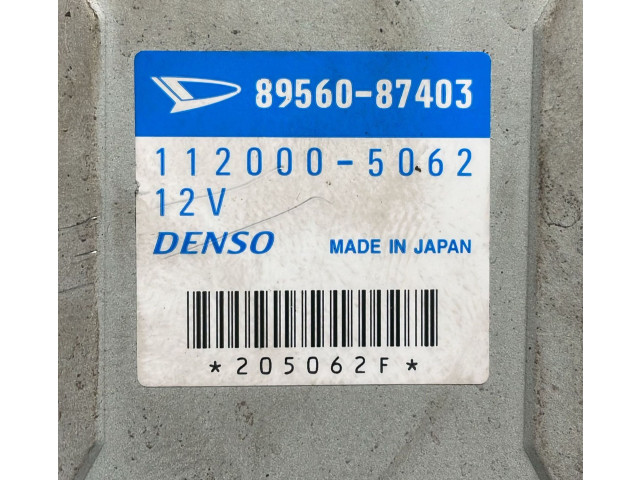 89560-87403
112000-5062
12V
DENSO MADE IN JAPAN
*205062F*